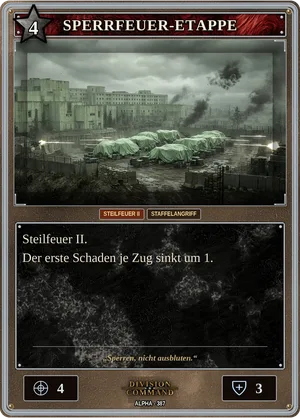 4
SPERRFEUER-ETAPPE
STEILFEUER II
STAFFELANGRIFF
Steilfeuer II.
Der erste Schaden je Zug sinkt um 1.
„Sperren, nicht ausbluten.“
4
DIVISION COMMAND
ALPHA · 387
3